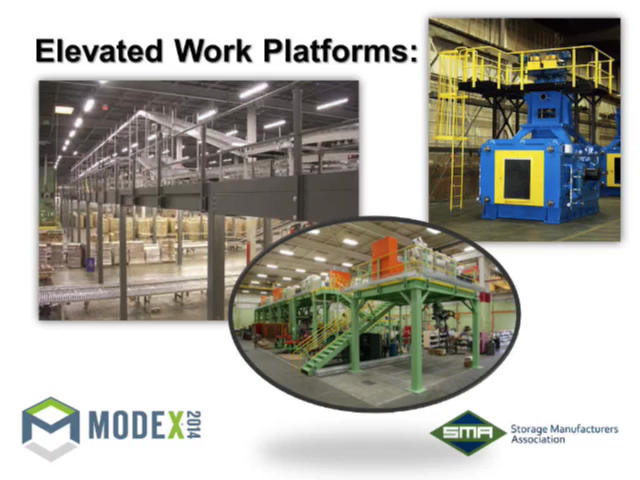 Elevated Work Platforms:
MODEX 2014
SMA Storage Manufacturers
Association